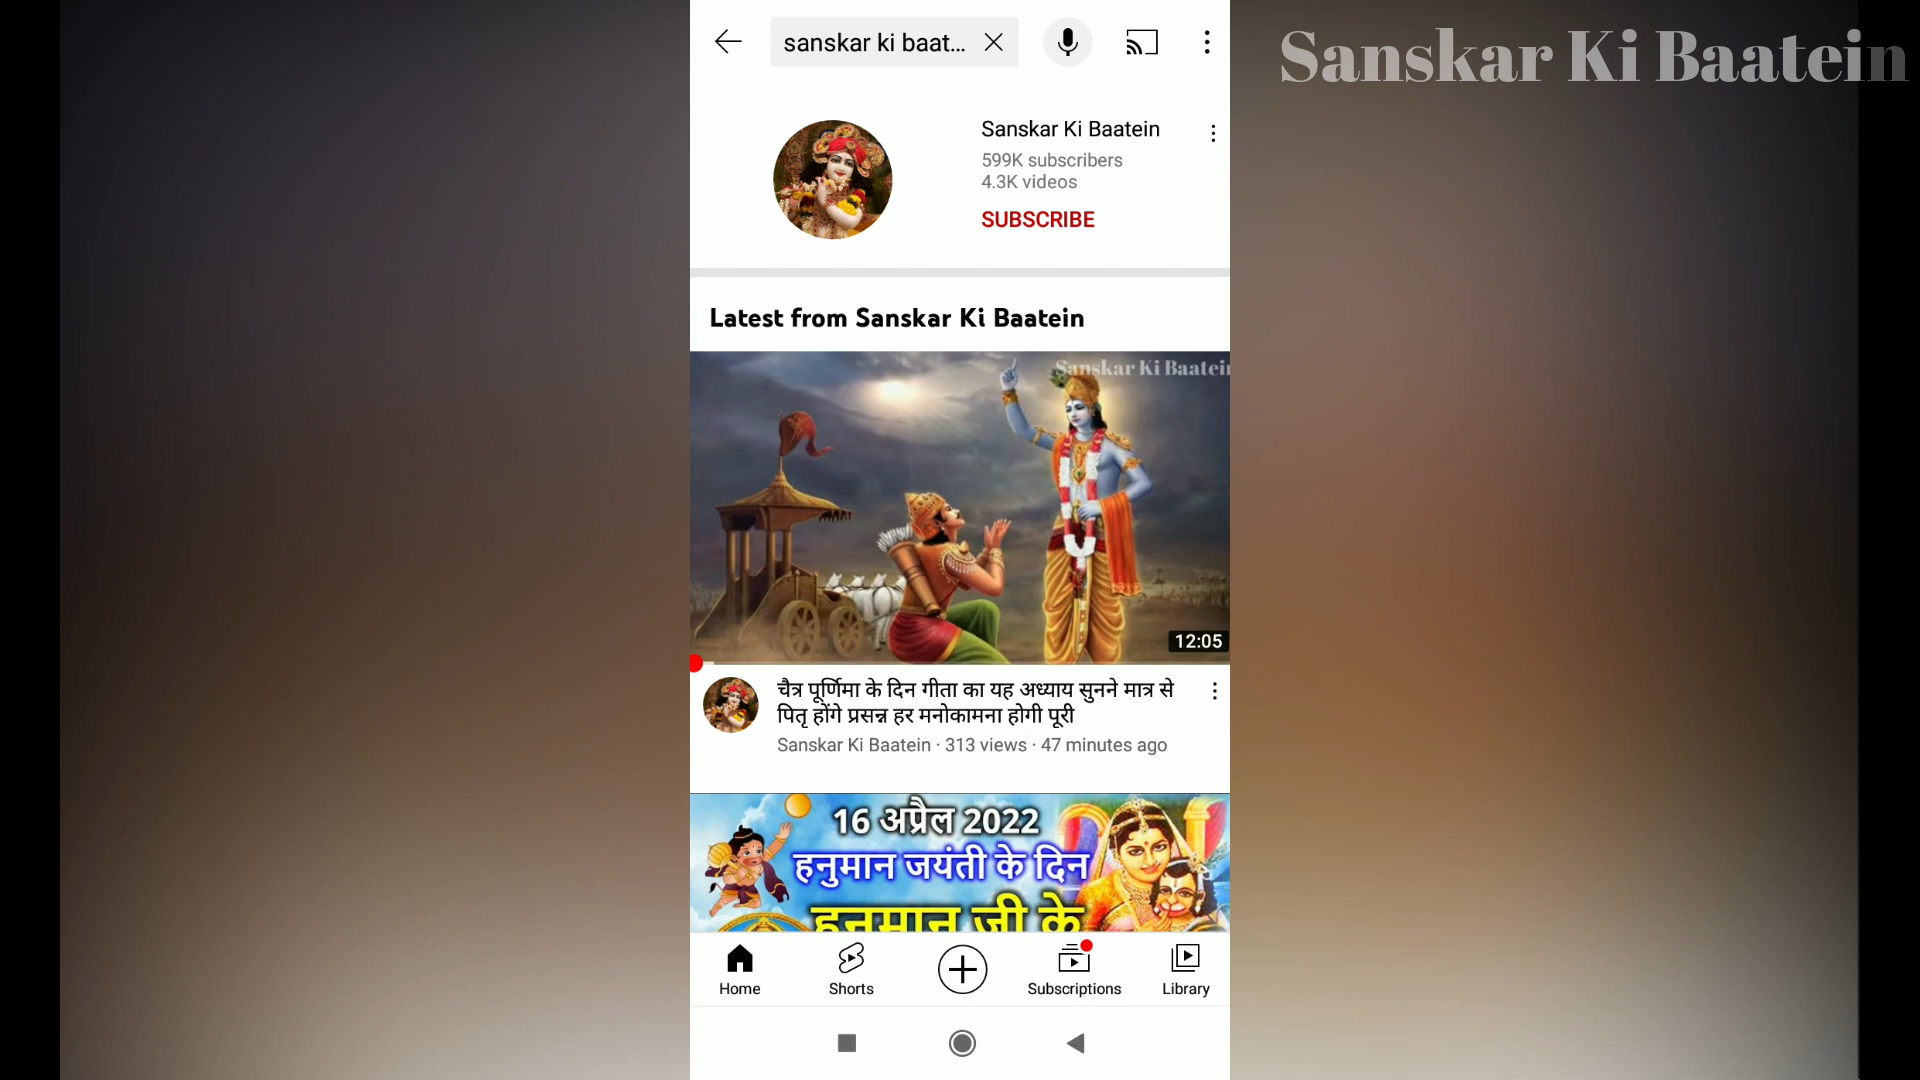 Sanskar Ki Baatein
sanskar ki baat...
Sanskar Ki Baatein
599K subscribers
4.3K videos
SUBSCRIBE
Latest from Sanskar Ki Baatein
Sanskar Ki Baatei
12:05
चैत्र पूर्णिमा के दिन गीता का यह अध्याय सुनने मात्र से
पितृ होंगे प्रसन्न हर मनोकामना होगी पूरी
Sanskar Ki Baatein · 313 views · 47 minutes ago
16 अप्रैल 2022
हनुमान जयंती के दिन
हनुमान जी के
Home
Shorts
Subscriptions
Library